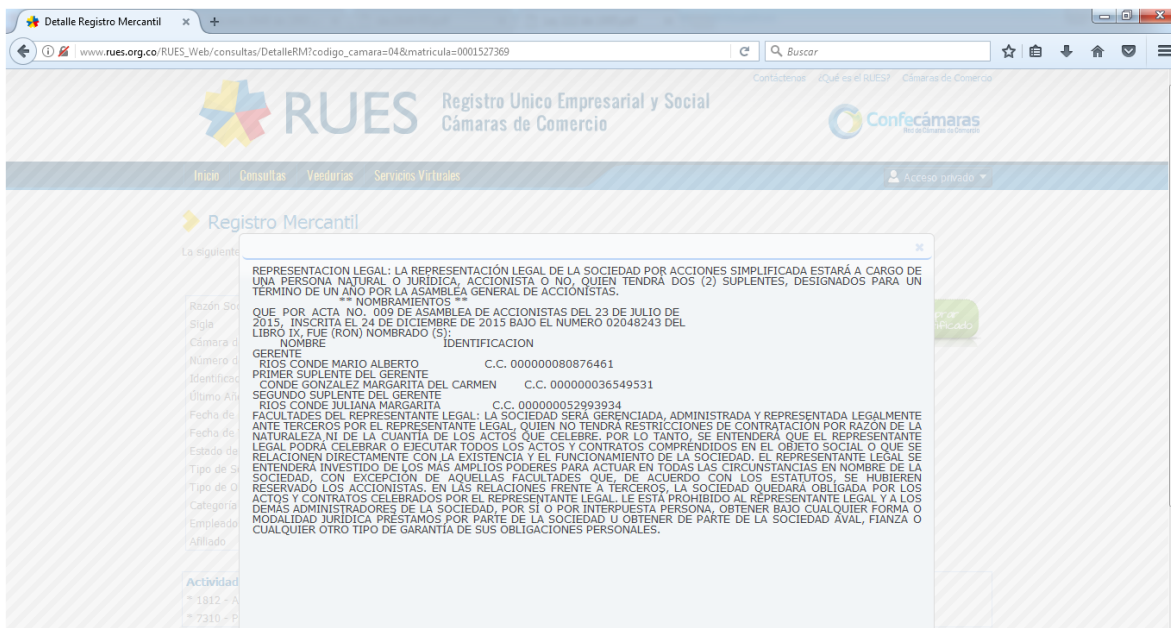 Detalle Registro Mercantil
www.rues.org.co/RUES_Web/consultas/DetalleRM?codigo_camara=04&matricula=0001527369
Buscar
Contáctenos ¿Qué es el RUES? Cámaras de Comercio
RUES
Registro Unico Empresarial y Social
Cámaras de Comercio
Confecámaras
Red de Cámaras de Comercio
Inicio Consultas Veedurias Servicios Virtuales
Acceso privado
Registro Mercantil
La siguiente
REPRESENTACION LEGAL: LA REPRESENTACIÓN LEGAL DE LA SOCIEDAD POR ACCIONES SIMPLIFICADA ESTARÁ A CARGO DE
UNA PERSONA NATURAL O JURÍDICA, ACCIONISTA O NO, QUIEN TENDRÁ DOS (2) SUPLENTES, DESIGNADOS PARA UN
TÉRMINO DE UN AÑO POR LA ASAMBLEA GENERAL DE ACCIONISTAS.
** NOMBRAMIENTOS **
QUE POR ACTA NO. 009 DE ASAMBLEA DE ACCIONISTAS DEL 23 DE JULIO DE
2015, INSCRITA EL 24 DE DICIEMBRE DE 2015 BAJO EL NUMERO 02048243 DEL
LIBRO IX, FUE (RON) NOMBRADO (S):
NOMBRE IDENTIFICACION
GERENTE
RIOS CONDE MARIO ALBERTO C.C. 000000080876461
PRIMER SUPLENTE DEL GERENTE
CONDE GONZALEZ MARGARITA DEL CARMEN C.C. 000000036549531
SEGUNDO SUPLENTE DEL GERENTE
RIOS CONDE JULIANA MARGARITA C.C. 000000052993934
FACULTADES DEL REPRESENTANTE LEGAL: LA SOCIEDAD SERÁ GERENCIADA, ADMINISTRADA Y REPRESENTADA LEGALMENTE
ANTE TERCEROS POR EL REPRESENTANTE LEGAL, QUIEN NO TENDRÁ RESTRICCIONES DE CONTRATACIÓN POR RAZÓN DE LA
NATURALEZA NI DE LA CUANTÍA DE LOS ACTOS QUE CELEBRE. POR LO TANTO, SE ENTENDERÁ QUE EL REPRESENTANTE
LEGAL PODRÁ CELEBRAR O EJECUTAR TODOS LOS ACTOS Y CONTRATOS COMPRENDIDOS EN EL OBJETO SOCIAL O QUE SE
RELACIONEN DIRECTAMENTE CON LA EXISTENCIA Y EL FUNCIONAMIENTO DE LA SOCIEDAD. EL REPRESENTANTE LEGAL SE
ENTENDERÁ INVESTIDO DE LOS MÁS AMPLIOS PODERES PARA ACTUAR EN TODAS LAS CIRCUNSTANCIAS EN NOMBRE DE LA
SOCIEDAD, CON EXCEPCIÓN DE AQUELLAS FACULTADES QUE, DE ACUERDO CON LOS ESTATUTOS, SE HUBIEREN
RESERVADO LOS ACCIONISTAS. EN LAS RELACIONES FRENTE A TERCEROS, LA SOCIEDAD QUEDARÁ OBLIGADA POR LOS
ACTOS Y CONTRATOS CELEBRADOS POR EL REPRESENTANTE LEGAL. LE ESTÁ PROHIBIDO AL REPRESENTANTE LEGAL Y A LOS
DEMÁS ADMINISTRADORES DE LA SOCIEDAD, POR SÍ O POR INTERPUESTA PERSONA, OBTENER BAJO CUALQUIER FORMA O
MODALIDAD JURÍDICA PRÉSTAMOS POR PARTE DE LA SOCIEDAD U OBTENER DE PARTE DE LA SOCIEDAD AVAL, FIANZA O
CUALQUIER OTRO TIPO DE GARANTÍA DE SUS OBLIGACIONES PERSONALES.
Razón Soc
Sigla
Cámara d
Número d
Identificac
Último Añ
Fecha de
Fecha de
Estado de
Tipo de S
Tipo de O
Categoria
Empleado
Afiliado
Actividad
* 1812 - A
* 7310 - P